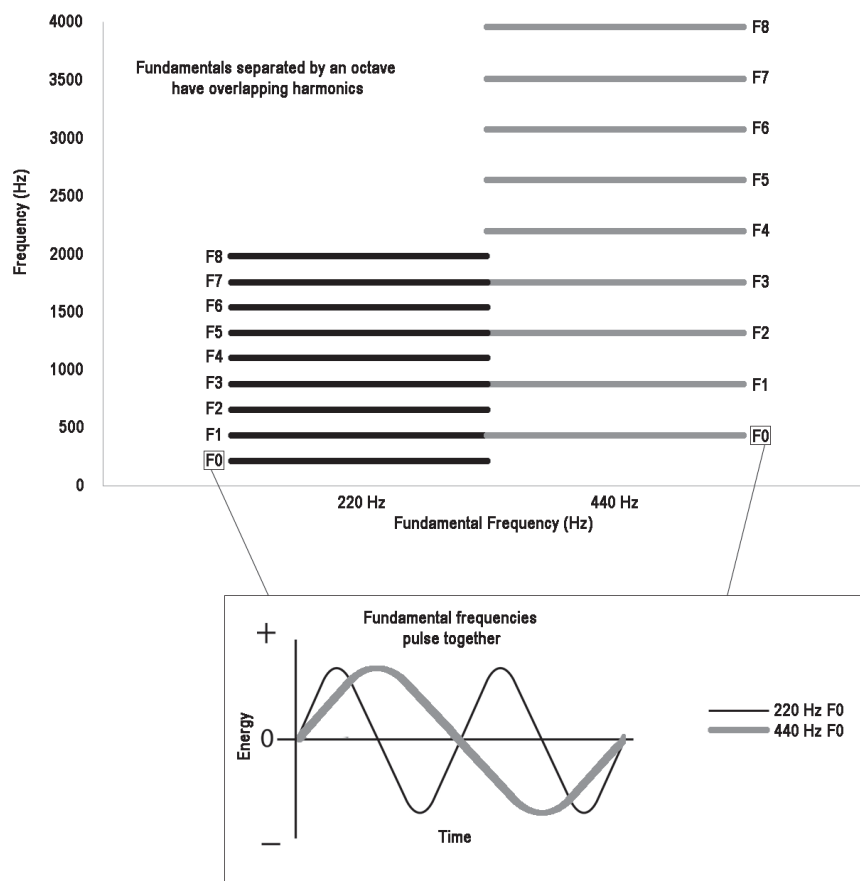 4000
3500
3000
2500
2000
1500
1000
500
0
Frequency (Hz)
Fundamentals separated by an octave
have overlapping harmonics
F8
F7
F6
F5
F4
F3
F2
F1
F0
F8
F7
F6
F5
F4
F3
F2
F1
F0
220 Hz
440 Hz
Fundamental Frequency (Hz)
Fundamental frequencies
pulse together
+
Energy
0
–
Time
220 Hz F0
440 Hz F0